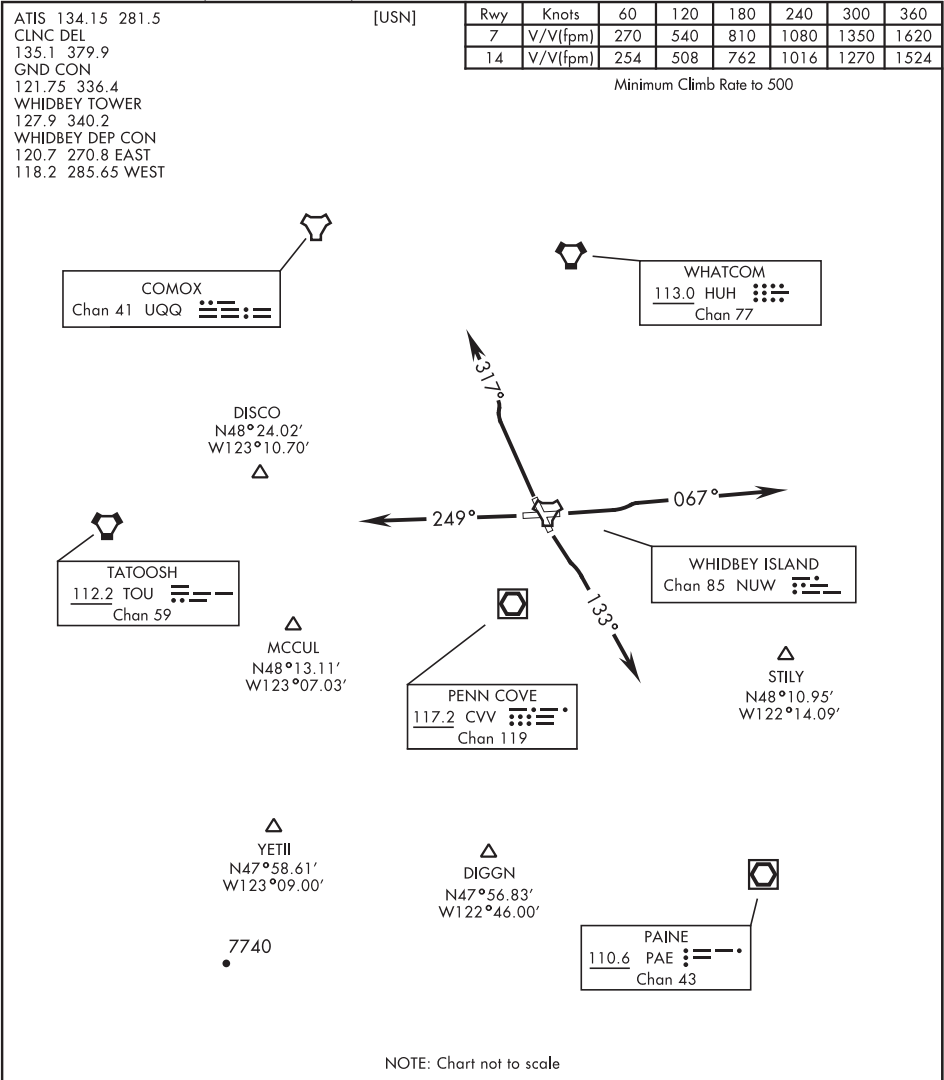 ATIS 134.15 281.5
CLNC DEL
135.1 379.9
GND CON
121.75 336.4
WHIDBEY TOWER
127.9 340.2
WHIDBEY DEP CON
120.7 270.8 EAST
118.2 285.65 WEST
[USN]
Rwy Knots 60 120 180 240 300 360
7 V/V(fpm) 270 540 810 1080 1350 1620
14 V/V(fpm) 254 508 762 1016 1270 1524
Minimum Climb Rate to 500
COMOX
Chan 41 UQQ
WHATCOM
113.0 HUH
Chan 77
317°
DISCO
N48°24.02'
W123°10.70'
249°
067°
TATOOSH
112.2 TOU
Chan 59
WHIDBEY ISLAND
Chan 85 NUW
133°
MCCUL
N48°13.11'
W123°07.03'
STILY
N48°10.95'
W122°14.09'
PENN COVE
117.2 CVV
Chan 119
YETII
N47°58.61'
W123°09.00'
DIGGN
N47°56.83'
W122°46.00'
7740
PAINE
110.6 PAE
Chan 43
NOTE: Chart not to scale